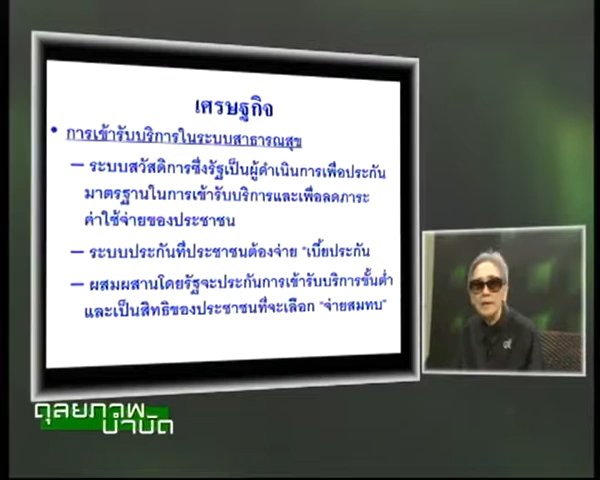 เศรษฐกิจ
• การเข้ารับบริการในระบบสาธารณสุข
– ระบบสวัสดิการซึ่งรัฐเป็นผู้ดำเนินการเพื่อประกัน
มาตรฐานในการเข้ารับบริการและเพื่อลดภาระ
ค่าใช้จ่ายของประชาชน
– ระบบประกันที่ประชาชนต้องจ่าย "เบี้ยประกัน
– ผสมผสานโดยรัฐจะประกันการเข้ารับบริการขั้นต่ำ
และเป็นสิทธิของประชาชนที่จะเลือก "จ่ายสมทบ"
ดุลยภาพ
บำบัด